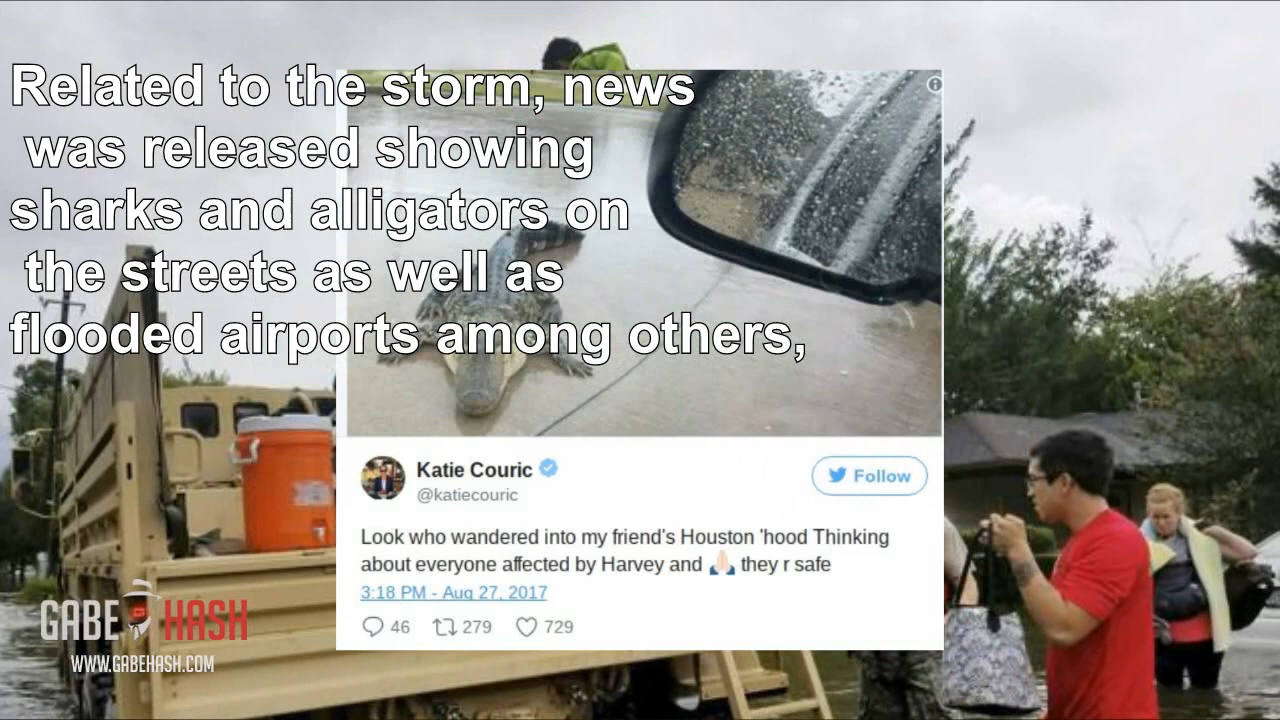 Related to the storm, news
was released showing
sharks and alligators on
the streets as well as
flooded airports among others,
Katie Couric
@katiecouric
Follow
Look who wandered into my friend's Houston 'hood Thinking
about everyone affected by Harvey and 🙏🏻 they r safe
3:18 PM - Aug 27, 2017
46 279 729
GABE HASH
WWW.GABEHASH.COM